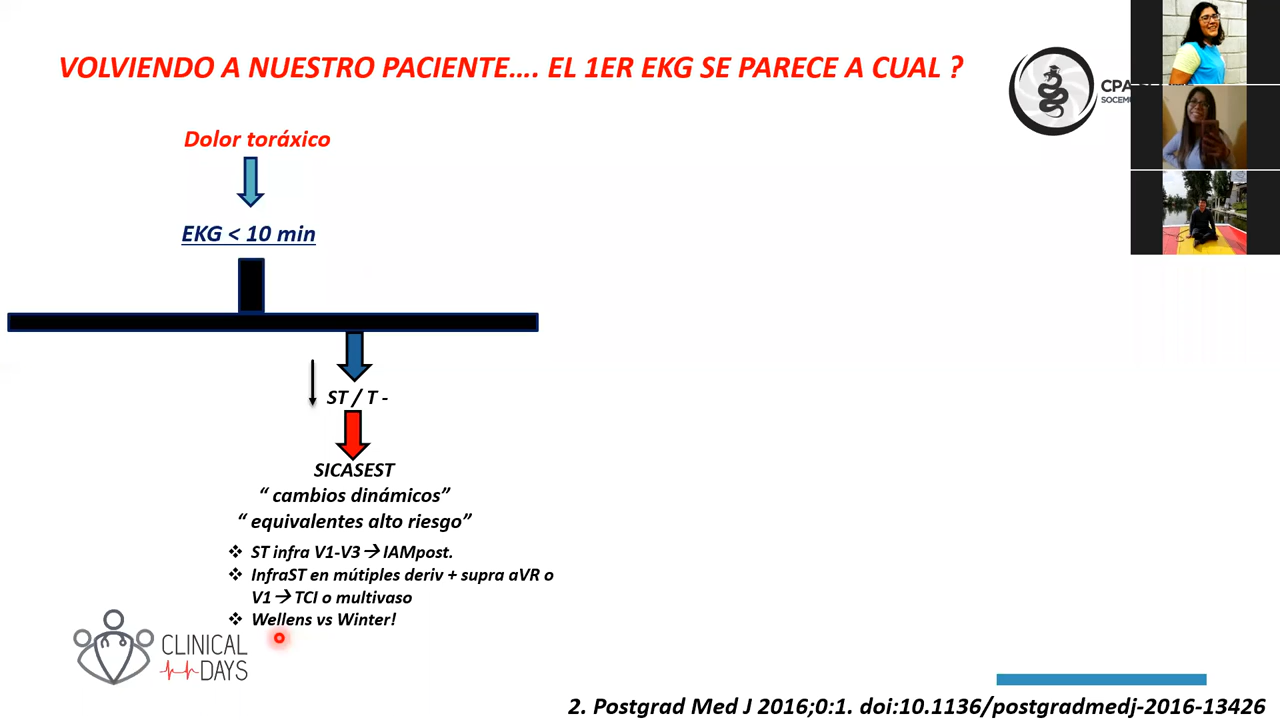 VOLVIENDO A NUESTRO PACIENTE.... EL 1ER EKG SE PARECE A CUAL ?
CPA
SOCEM
Dolor toráxico
EKG < 10 min
ST / T -
SICASEST
“ cambios dinámicos”
“ equivalentes alto riesgo”
❖ ST infra V1-V3 → IAMpost.
❖ InfraST en mútiples deriv + supra aVR o
V1 → TCI o multivaso
❖ Wellens vs Winter!
CLINICAL
DAYS
2. Postgrad Med J 2016;0:1. doi:10.1136/postgradmedj-2016-13426